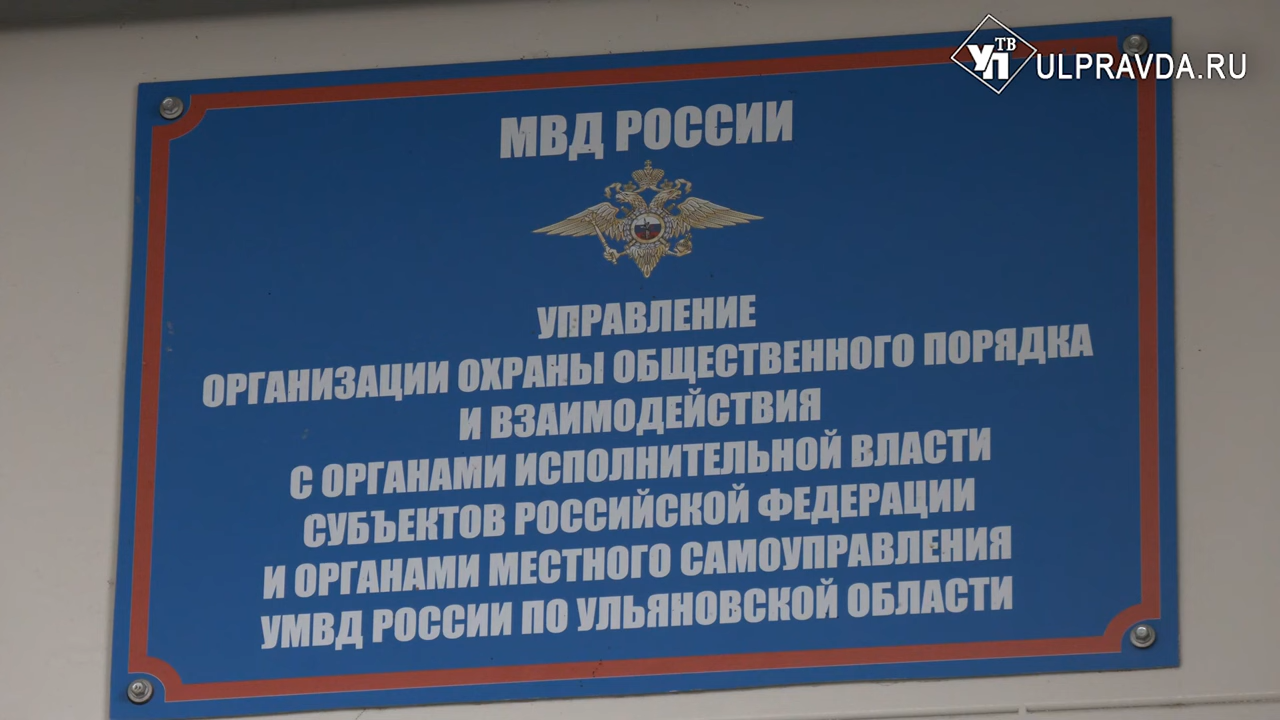 УП ТВ ULPRAVDA.RU
МВД РОССИИ
УПРАВЛЕНИЕ
ОРГАНИЗАЦИИ ОХРАНЫ ОБЩЕСТВЕННОГО ПОРЯДКА
И ВЗАИМОДЕЙСТВИЯ
С ОРГАНАМИ ИСПОЛНИТЕЛЬНОЙ ВЛАСТИ
СУБЪЕКТОВ РОССИЙСКОЙ ФЕДЕРАЦИИ
И ОРГАНАМИ МЕСТНОГО САМОУПРАВЛЕНИЯ
УМВД РОССИИ ПО УЛЬЯНОВСКОЙ ОБЛАСТИ